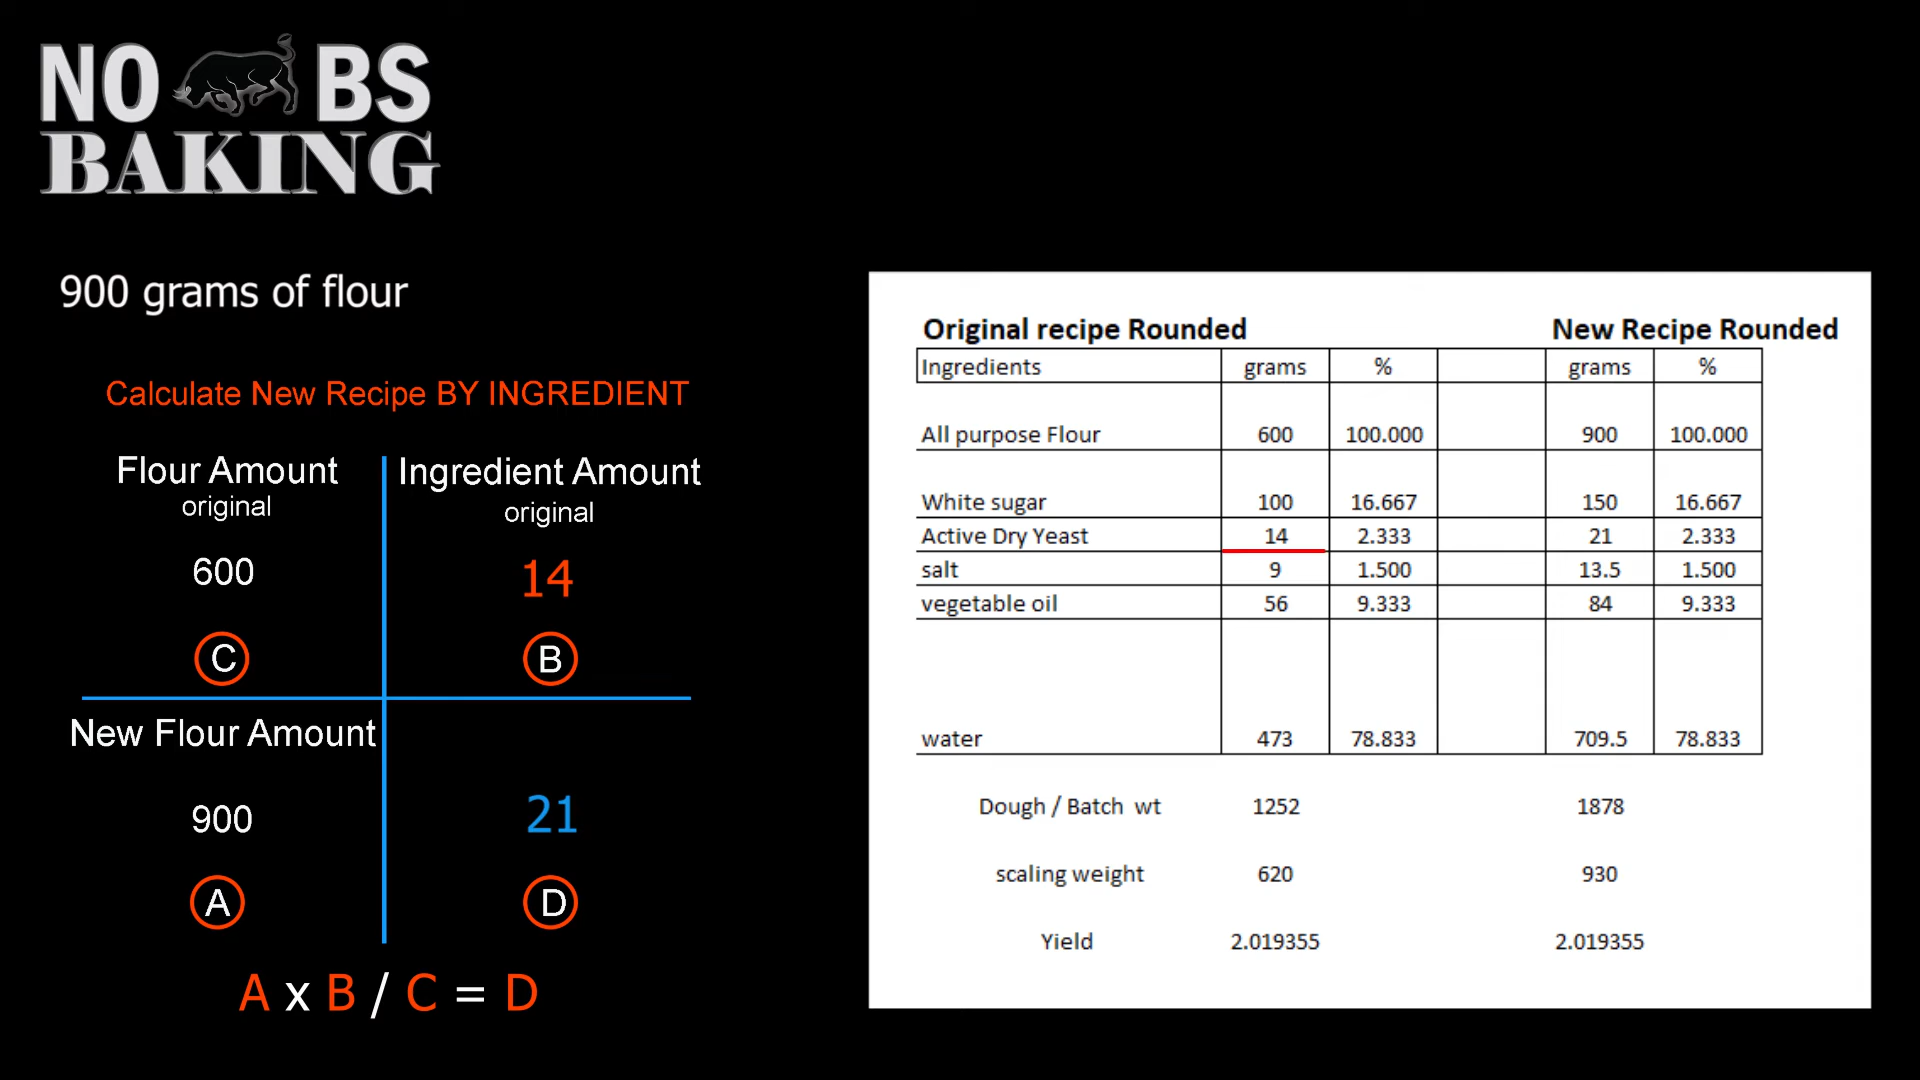 NO BS
BAKING
900 grams of flour
Calculate New Recipe BY INGREDIENT
Flour Amount
original
600
C
Ingredient Amount
original
14
B
New Flour Amount
900
A
21
D
A x B / C = D
Original recipe Rounded New Recipe Rounded
Ingredients grams % grams %
All purpose Flour 600 100.000 900 100.000
White sugar 100 16.667 150 16.667
Active Dry Yeast 14 2.333 21 2.333
salt 9 1.500 13.5 1.500
vegetable oil 56 9.333 84 9.333
water 473 78.833 709.5 78.833
Dough / Batch wt 1252 1878
scaling weight 620 930
Yield 2.019355 2.019355